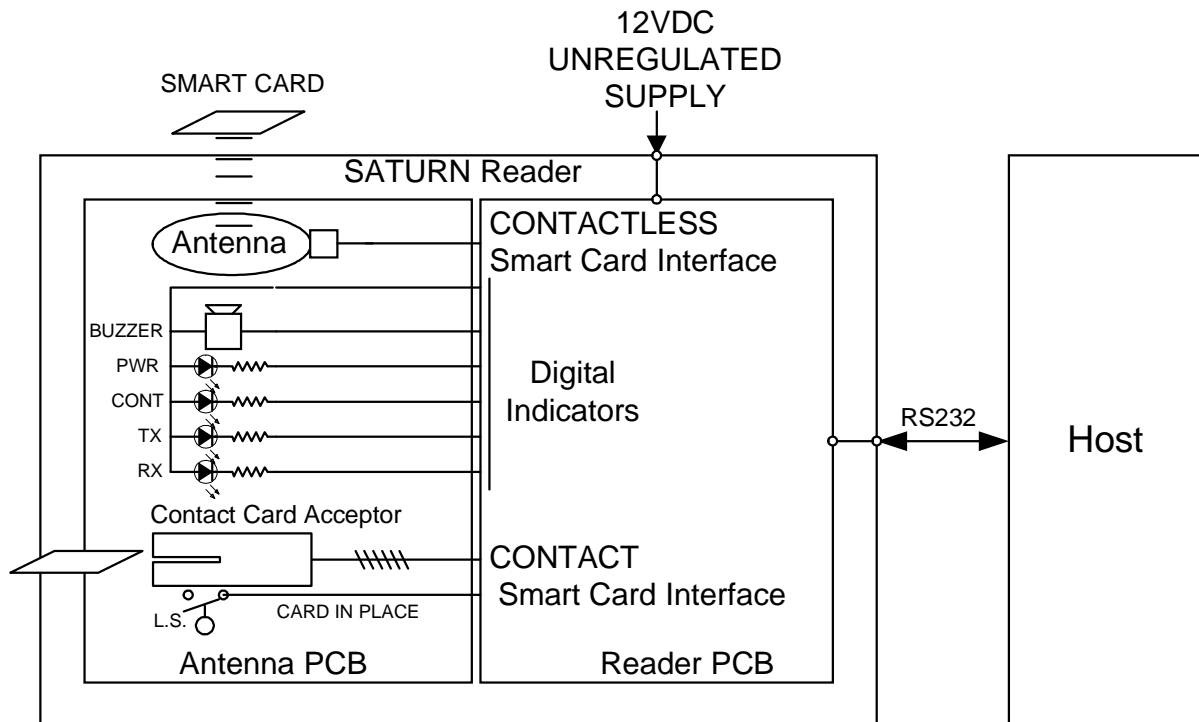 12VDC
UNREGULATED
SUPPLY
SMART CARD
SATURN Reader
Antenna
CONTACTLESS
Smart Card Interface
BUZZER
PWR
CONT
TX
RX
Digital
Indicators
RS232
Host
Contact Card Acceptor
CONTACT
Smart Card Interface
L.S.
CARD IN PLACE
Antenna PCB
Reader PCB